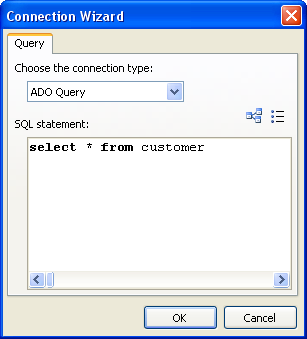 Connection Wizard
Query
Choose the connection type:
ADO Query
SQL statement:
select * from customer
OK
Cancel